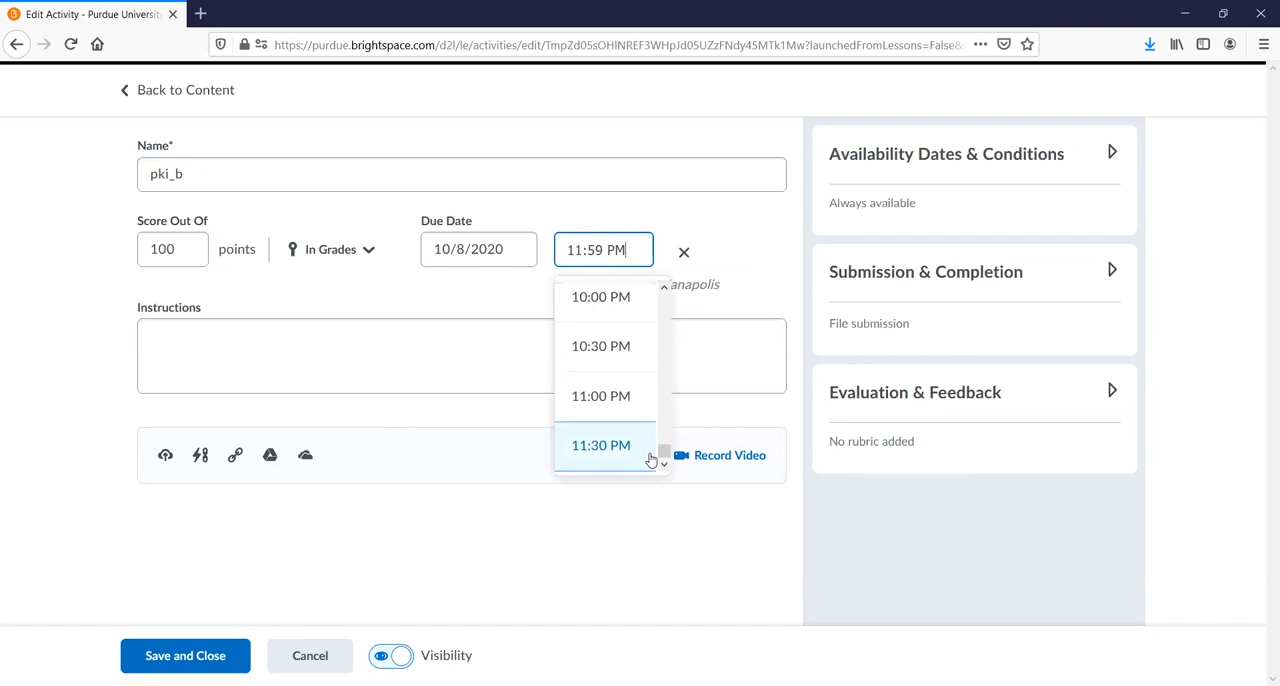 Edit Activity - Purdue University
https://purdue.brightspace.com/d2l/le/activities/edit/TmpZd05sOHlNREF3WHpJd05UZzFNdy45MTk1Mw?launchedFromLessons=False&
Back to Content
Name*
pki_b
Score Out Of
Due Date
100 points In Grades 10/8/2020 11:59 PM
anapolis
10:00 PM
10:30 PM
11:00 PM
11:30 PM
Instructions
Record Video
Availability Dates & Conditions
Always available
Submission & Completion
File submission
Evaluation & Feedback
No rubric added
Save and Close Cancel Visibility